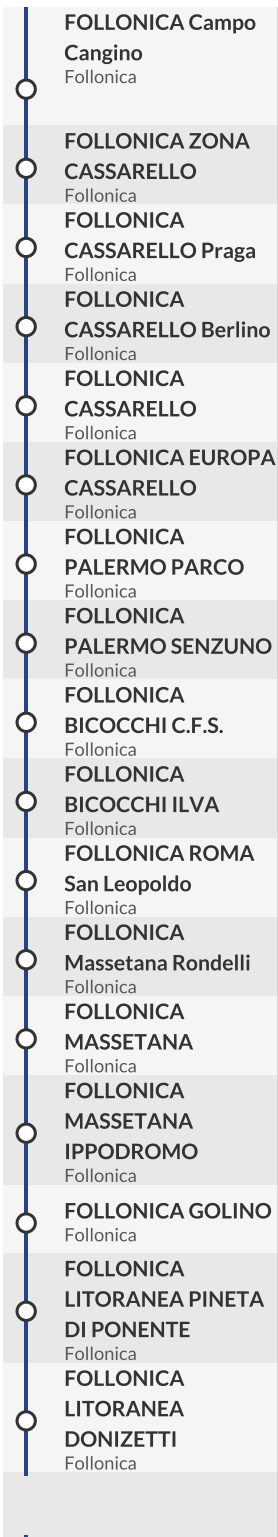 FOLLONICA Campo
Cangino
Follonica
FOLLONICA ZONA
CASSARELLO
Follonica
FOLLONICA
CASSARELLO Praga
Follonica
FOLLONICA
CASSARELLO Berlino
Follonica
FOLLONICA
CASSARELLO
Follonica
FOLLONICA EUROPA
CASSARELLO
Follonica
FOLLONICA
PALERMO PARCO
Follonica
FOLLONICA
PALERMO SENZUNO
Follonica
FOLLONICA
BICOCCHI C.F.S.
Follonica
FOLLONICA
BICOCCHI ILVA
Follonica
FOLLONICA ROMA
San Leopoldo
Follonica
FOLLONICA
Massetana Rondelli
Follonica
FOLLONICA
MASSETANA
Follonica
FOLLONICA
MASSETANA
IPPODROMO
Follonica
FOLLONICA GOLINO
Follonica
FOLLONICA
LITORANEA PINETA
DI PONENTE
Follonica
FOLLONICA
LITORANEA
DONIZETTI
Follonica